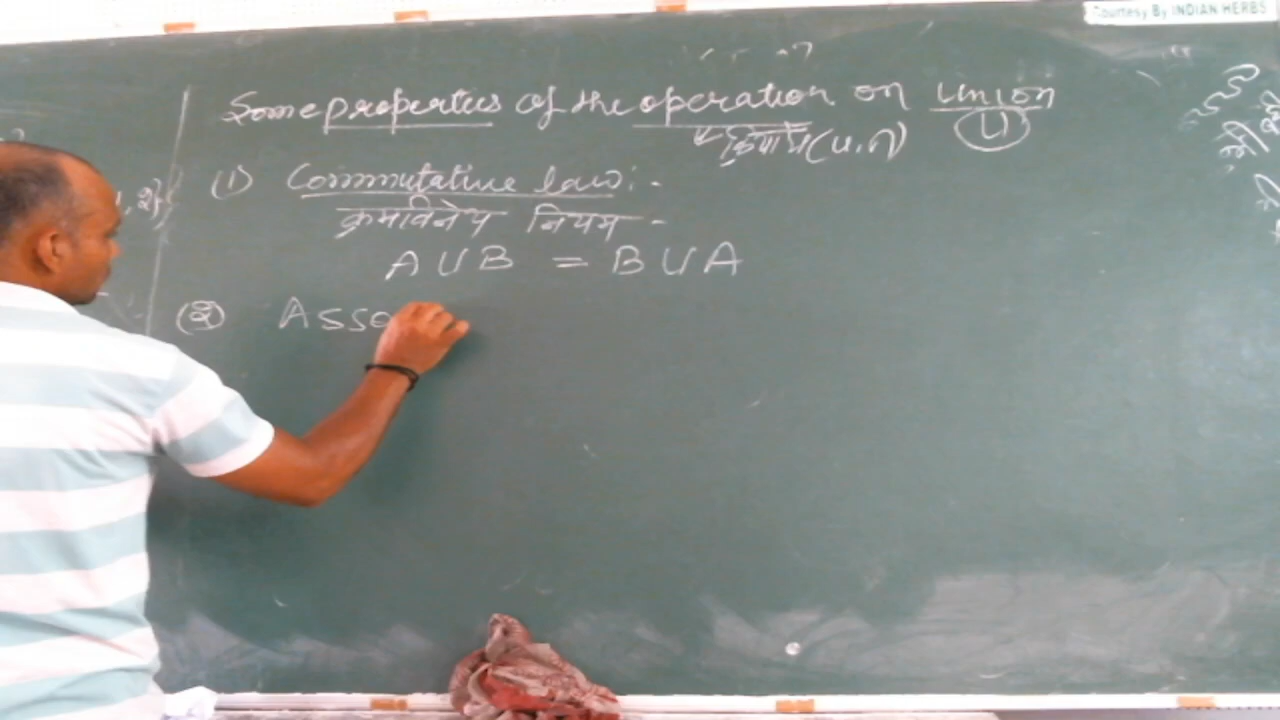 Courtesy By INDIAN HERBS
Some properties of the operation on Union
(U)
(U, ∩)
(1) Commutative law:-
क्रमविनिमेय नियम -
A U B = B U A
(2) Asso